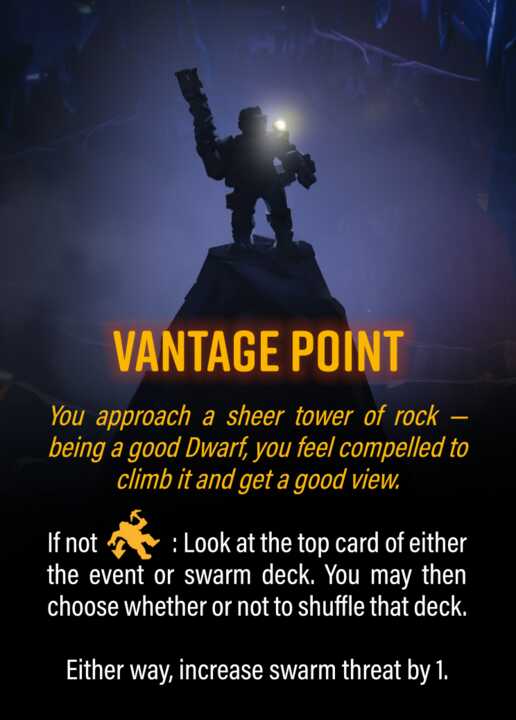 VANTAGE POINT
You approach a sheer tower of rock —
being a good Dwarf, you feel compelled to
climb it and get a good view.
If not : Look at the top card of either
the event or swarm deck. You may then
choose whether or not to shuffle that deck.
Either way, increase swarm threat by 1.